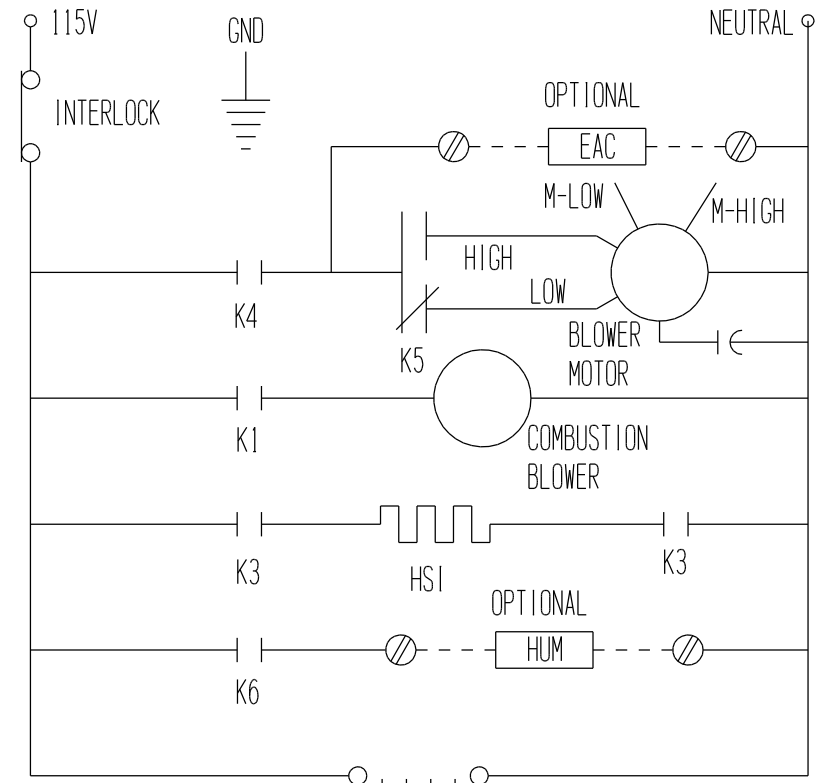 115V
GND
NEUTRAL
INTERLOCK
OPTIONAL
EAC
M-LOW
M-HIGH
HIGH
LOW
K4
K5
BLOWER
MOTOR
K1
COMBUSTION
BLOWER
K3
HSI
K3
OPTIONAL
HUM
K6